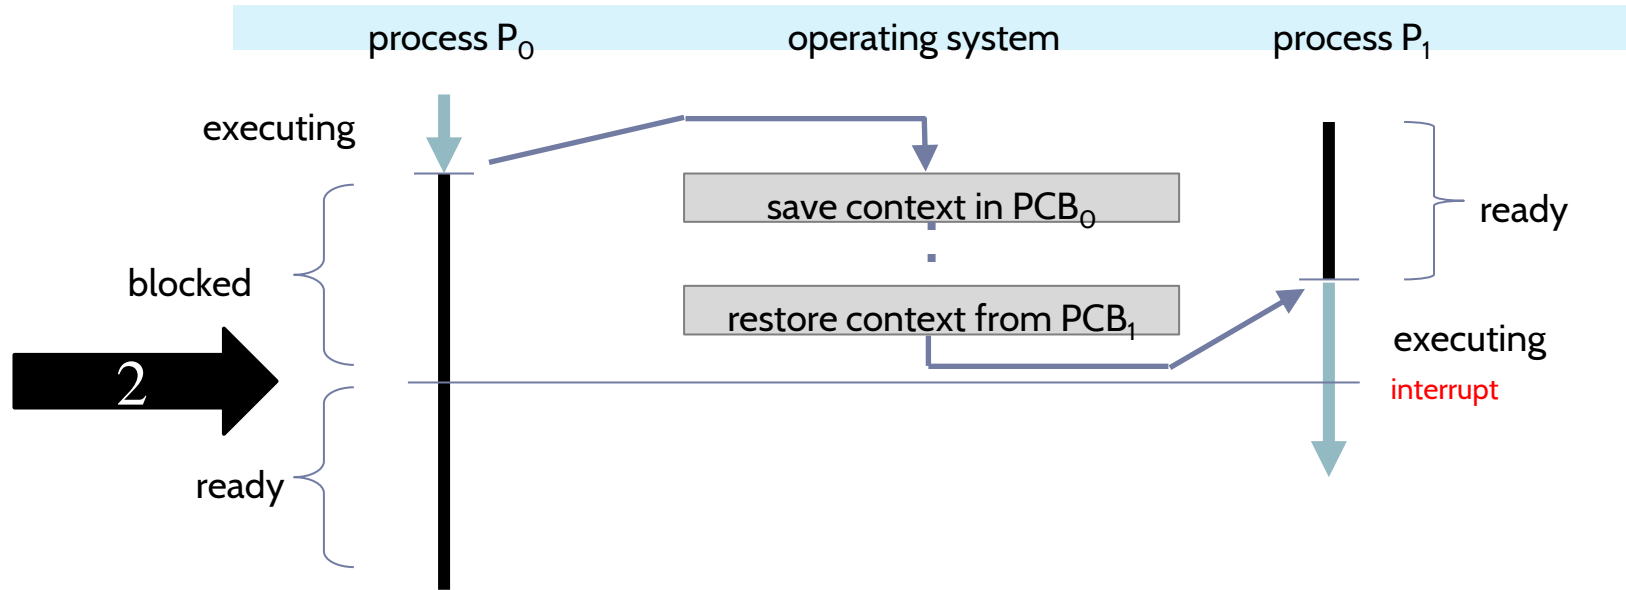 process P₀ operating system process P₁
executing
save context in PCB₀
ready
blocked
restore context from PCB₁
executing
2
interrupt
ready